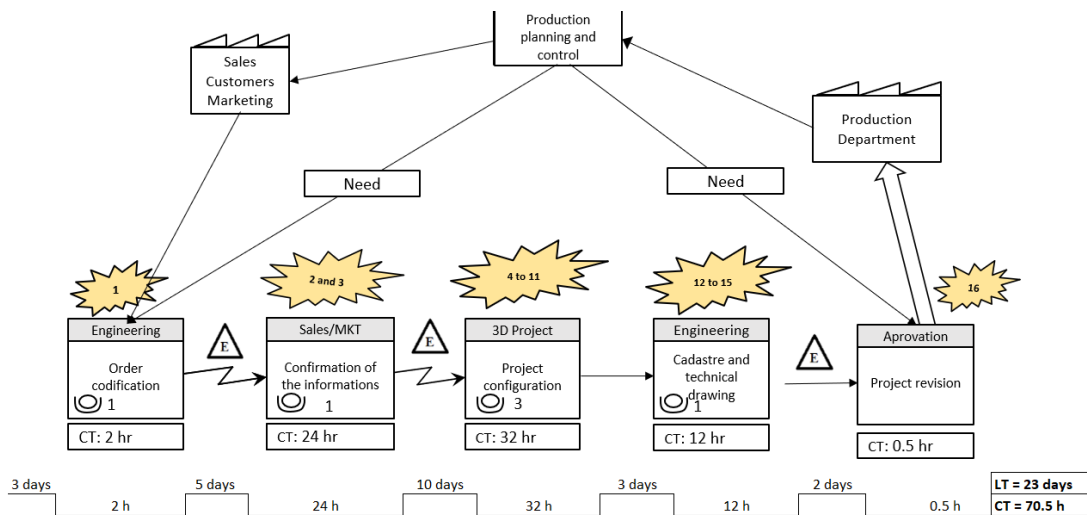 Production
planning and
control
Sales
Customers
Marketing
Production
Department
Need
Need
1
2 and 3
4 to 11
12 to 15
16
Engineering
Order
codification
1
CT: 2 hr
E
Sales/MKT
Confirmation of
the informations
1
CT: 24 hr
E
3D Project
Project
configuration
3
CT: 32 hr
Engineering
Cadastre and
technical
drawing
1
CT: 12 hr
E
Aprovation
Project revision
CT: 0.5 hr
3 days
2 h
5 days
24 h
10 days
32 h
3 days
12 h
2 days
0.5 h
LT = 23 days
CT = 70.5 h